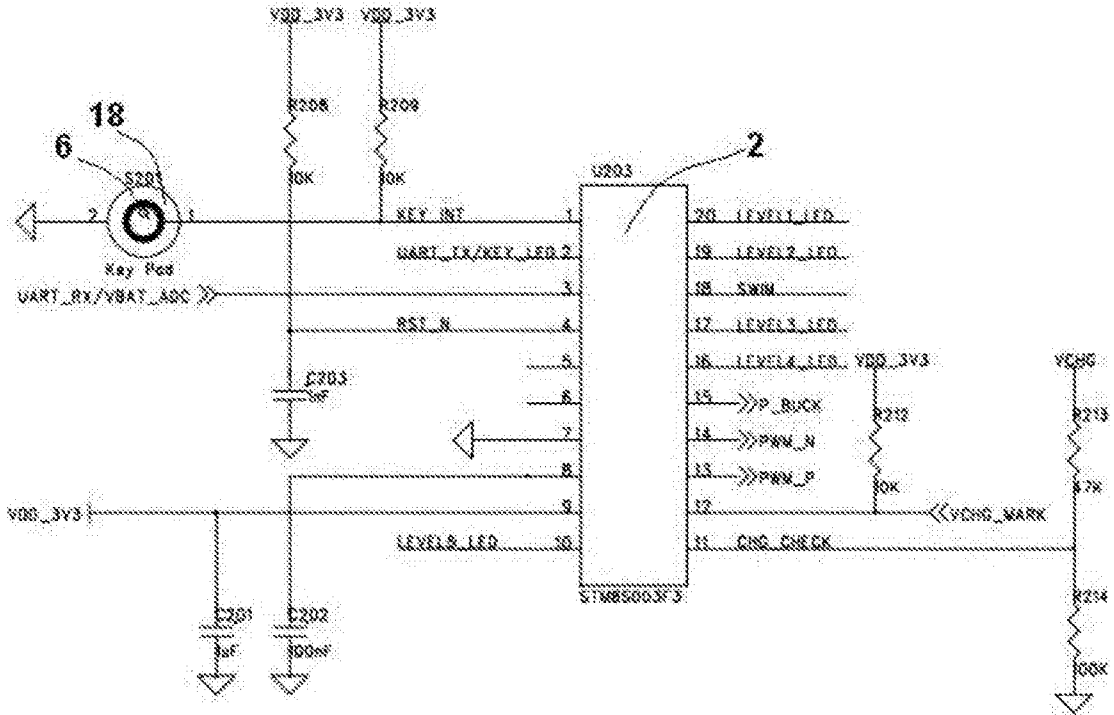 VDD_3V3 VDD_3V3
R208 R209
18
6
2
S201
10K 10K
U203
2 1 KEY_INT 1 20 LEVEL1_LED
Key Pad
UART_TX/KEY_LED 2 19 LEVEL2_LED
UART_RX/VBAT_ADC 3 18 SWIM
RST_N 4 17 LEVEL3_LED
5 16 LEVEL4_LED VDD_3V3 VCHG
C203
1nF
6 15 P_BUCK
R212 R213
7 14 PWM_N
8 13 PWM_P
10K 47K
VDD_3V3 9 12 VCHG_MARK
LEVEL5_LED 10 11 CHG_CHECK
STM8S003F3
R214
C201 C202
1uF 100nF
100K